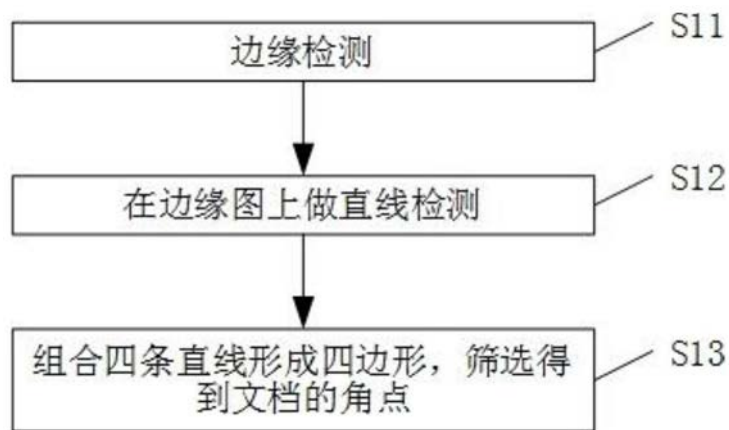 边缘检测
S11
在边缘图上做直线检测
S12
组合四条直线形成四边形，筛选得
到文档的角点
S13